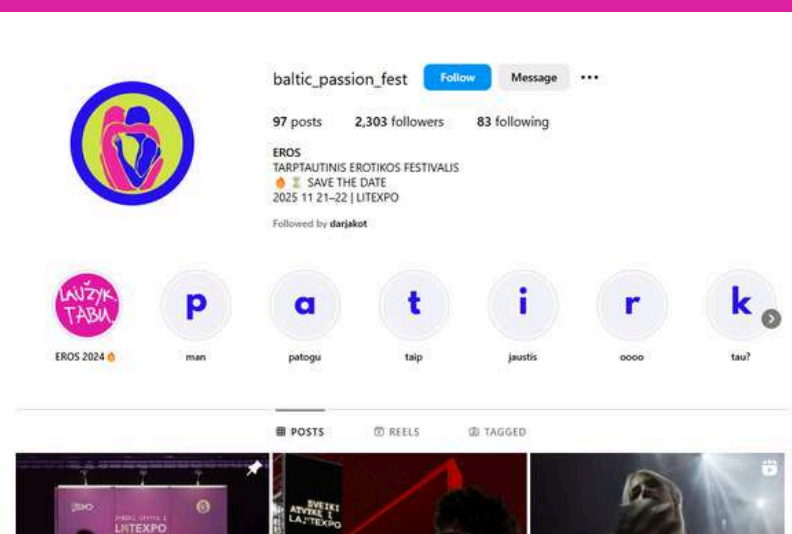 baltic_passion_fest Follow Message •••
97 posts 2,303 followers 83 following
EROS
TARPTAUTINIS EROTIKOS FESTIVALIS
🔥 ⏳ SAVE THE DATE
2025 11 21–22 | LITEXPO
Followed by darjakot
LAUŽYK
TABU
p a t i r k
EROS 2024🔥 man patogu taip jaustis oooo tau?
POSTS REELS TAGGED
SVEIKI
ATVYKĘ Į
LITEXPO